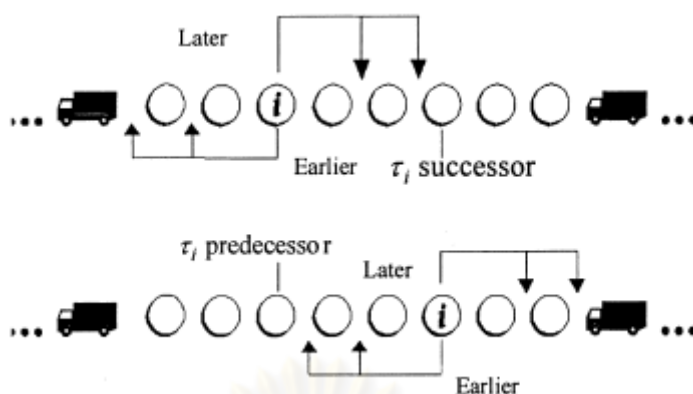 Later
i
Earlier
τi successor
τi predecessor
Later
i
Earlier